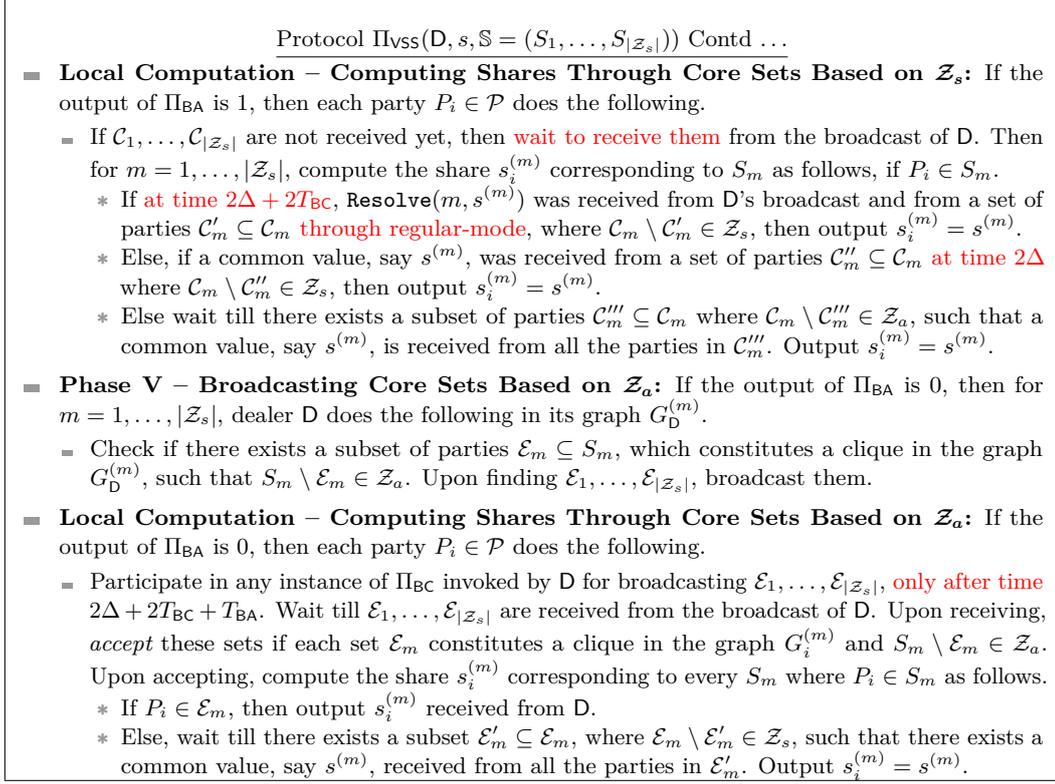 Protocol Π_VSS(D, s, 𝕊 = (S_1, . . . , S_{|𝒵_s|})) Contd . . .
Local Computation – Computing Shares Through Core Sets Based on 𝒵_s: If the
output of Π_BA is 1, then each party P_i ∈ 𝒫 does the following.
If 𝒞_1, . . . , 𝒞_{|𝒵_s|} are not received yet, then wait to receive them from the broadcast of D. Then
for m = 1, . . . , |𝒵_s|, compute the share s_i^{(m)} corresponding to S_m as follows, if P_i ∈ S_m.
* If at time 2Δ + 2T_BC, Resolve(m, s^{(m)}) was received from D's broadcast and from a set of
parties 𝒞′_m ⊆ 𝒞_m through regular-mode, where 𝒞_m \ 𝒞′_m ∈ 𝒵_s, then output s_i^{(m)} = s^{(m)}.
* Else, if a common value, say s^{(m)}, was received from a set of parties 𝒞″_m ⊆ 𝒞_m at time 2Δ
where 𝒞_m \ 𝒞″_m ∈ 𝒵_s, then output s_i^{(m)} = s^{(m)}.
* Else wait till there exists a subset of parties 𝒞‴_m ⊆ 𝒞_m where 𝒞_m \ 𝒞‴_m ∈ 𝒵_a, such that a
common value, say s^{(m)}, is received from all the parties in 𝒞‴_m. Output s_i^{(m)} = s^{(m)}.
Phase V – Broadcasting Core Sets Based on 𝒵_a: If the output of Π_BA is 0, then for
m = 1, . . . , |𝒵_s|, dealer D does the following in its graph G_D^{(m)}.
Check if there exists a subset of parties ℰ_m ⊆ S_m, which constitutes a clique in the graph
G_D^{(m)}, such that S_m \ ℰ_m ∈ 𝒵_a. Upon finding ℰ_1, . . . , ℰ_{|𝒵_s|}, broadcast them.
Local Computation – Computing Shares Through Core Sets Based on 𝒵_a: If the
output of Π_BA is 0, then each party P_i ∈ 𝒫 does the following.
Participate in any instance of Π_BC invoked by D for broadcasting ℰ_1, . . . , ℰ_{|𝒵_s|}, only after time
2Δ + 2T_BC + T_BA. Wait till ℰ_1, . . . , ℰ_{|𝒵_s|} are received from the broadcast of D. Upon receiving,
accept these sets if each set ℰ_m constitutes a clique in the graph G_i^{(m)} and S_m \ ℰ_m ∈ 𝒵_a.
Upon accepting, compute the share s_i^{(m)} corresponding to every S_m where P_i ∈ S_m as follows.
* If P_i ∈ ℰ_m, then output s_i^{(m)} received from D.
* Else, wait till there exists a subset ℰ′_m ⊆ ℰ_m, where ℰ_m \ ℰ′_m ∈ 𝒵_s, such that there exists a
common value, say s^{(m)}, received from all the parties in ℰ′_m. Output s_i^{(m)} = s^{(m)}.